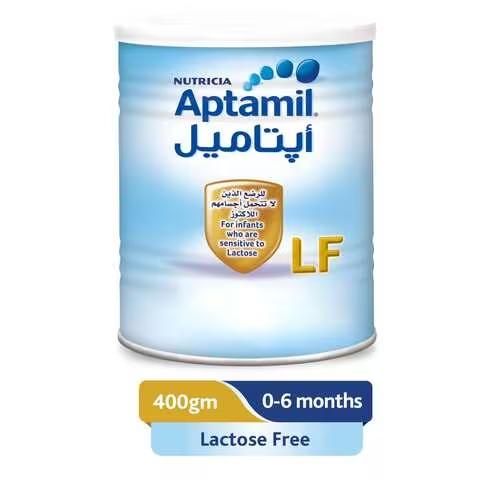 NUTRICIA
Aptamil®
أپتاميل
للرضع الذين
لا تتحمل أجسامهم
اللاكتوز
For infants
who are
sensitive to
Lactose
LF
400gm
0-6 months
Lactose Free